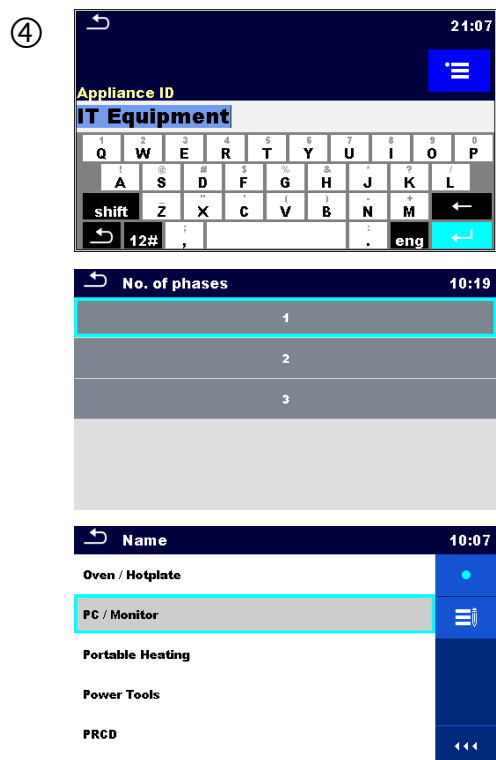 ④
21:07
Appliance ID
IT Equipment
1 2 3 4 5 6 7 8 9 0
Q W E R T Y U I O P
! @ # $ % & * ? /
A S D F G H J K L
shift Z X C V B N M
12# , . eng
No. of phases 10:19
1
2
3
Name 10:07
Oven / Hotplate
PC / Monitor
Portable Heating
Power Tools
PRCD